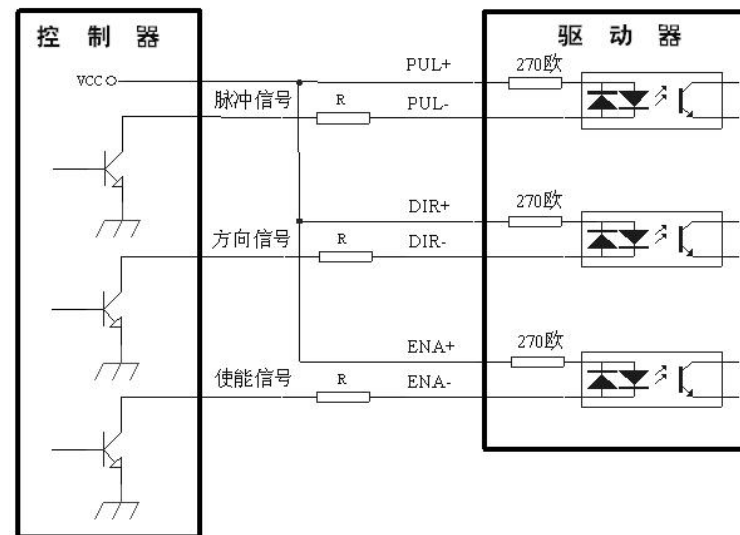 控制器
驱动器
PUL+
270欧
VCC
脉冲信号
R
PUL-
DIR+
270欧
方向信号
R
DIR-
ENA+
270欧
使能信号
R
ENA-